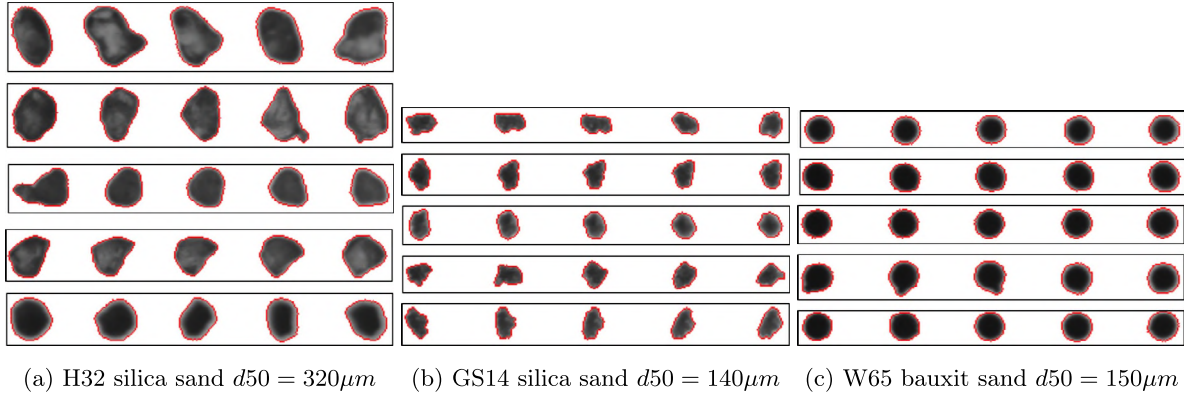 (a) H32 silica sand d50 = 320μm
(b) GS14 silica sand d50 = 140μm
(c) W65 bauxit sand d50 = 150μm